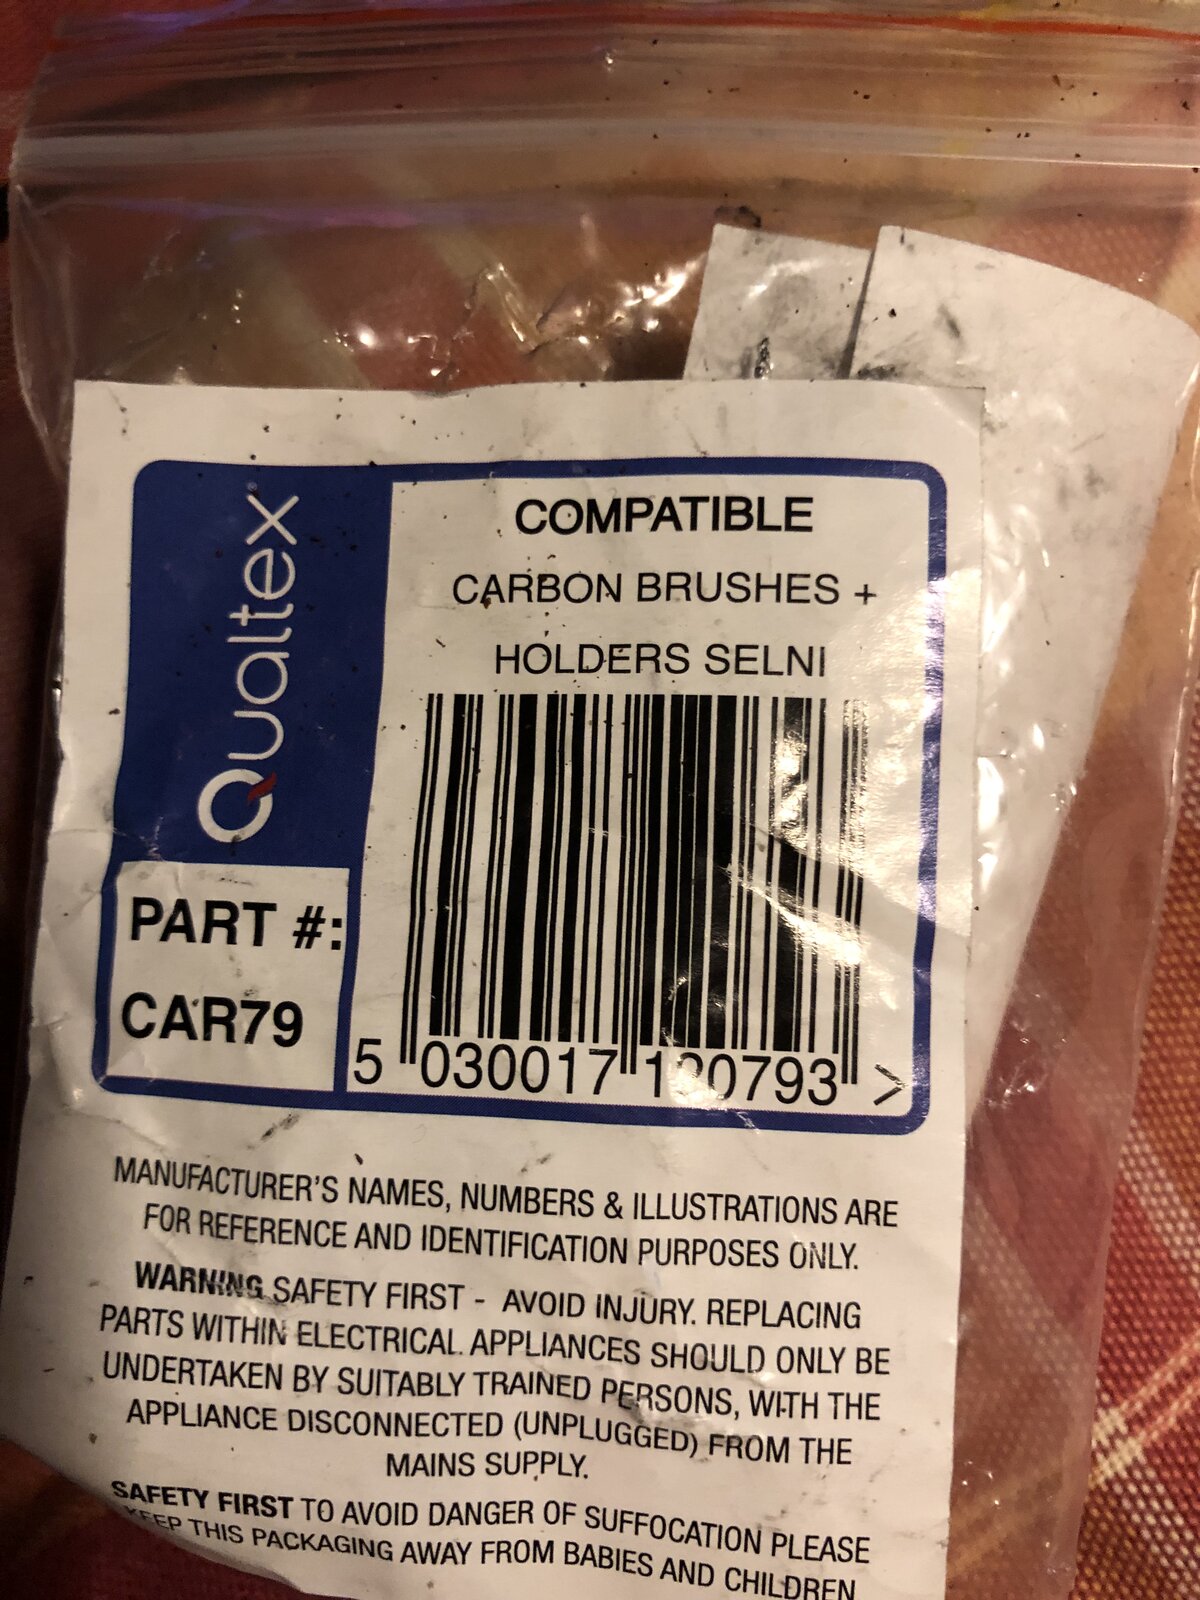 Qualtex
COMPATIBLE
CARBON BRUSHES +
HOLDERS SELNI
PART #:
CAR79
5 030017 120793 >
MANUFACTURER'S NAMES, NUMBERS & ILLUSTRATIONS ARE
FOR REFERENCE AND IDENTIFICATION PURPOSES ONLY.
WARNING SAFETY FIRST - AVOID INJURY. REPLACING
PARTS WITHIN ELECTRICAL APPLIANCES SHOULD ONLY BE
UNDERTAKEN BY SUITABLY TRAINED PERSONS, WITH THE
APPLIANCE DISCONNECTED (UNPLUGGED) FROM THE
MAINS SUPPLY.
SAFETY FIRST TO AVOID DANGER OF SUFFOCATION PLEASE
KEEP THIS PACKAGING AWAY FROM BABIES AND CHILDREN